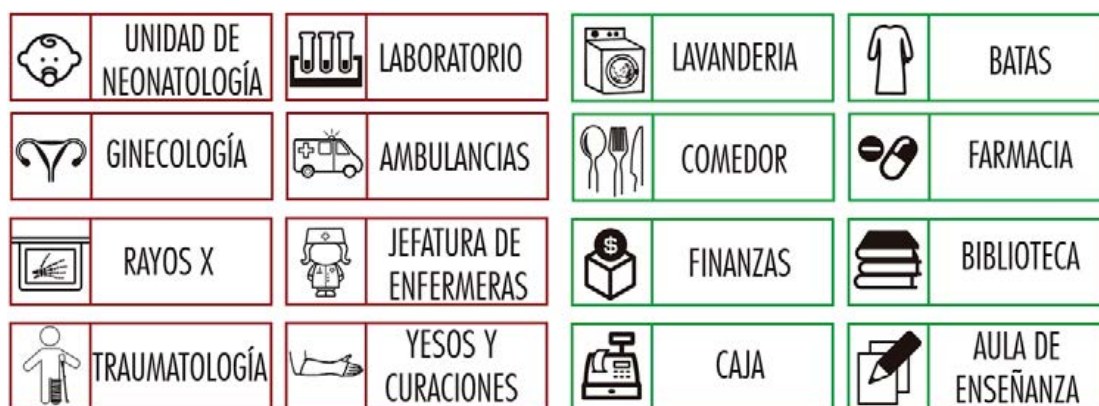 UNIDAD DE
NEONATOLOGÍA
LABORATORIO
LAVANDERIA
BATAS
GINECOLOGÍA
AMBULANCIAS
COMEDOR
FARMACIA
RAYOS X
JEFATURA DE
ENFERMERAS
$
FINANZAS
BIBLIOTECA
TRAUMATOLOGÍA
YESOS Y
CURACIONES
CAJA
AULA DE
ENSEÑANZA